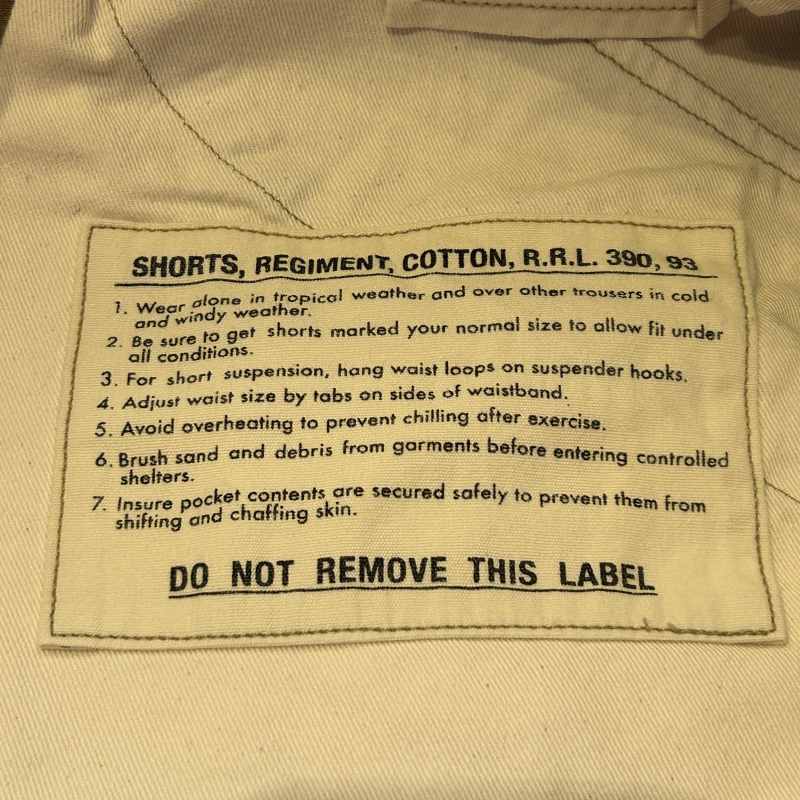 SHORTS, REGIMENT, COTTON, R.R.L. 390, 93
1. Wear alone in tropical weather and over other trousers in cold
and windy weather.
2. Be sure to get shorts marked your normal size to allow fit under
all conditions.
3. For short suspension, hang waist loops on suspender hooks.
4. Adjust waist size by tabs on sides of waistband.
5. Avoid overheating to prevent chilling after exercise.
6. Brush sand and debris from garments before entering controlled
shelters.
7. Insure pocket contents are secured safely to prevent them from
shifting and chaffing skin.
DO NOT REMOVE THIS LABEL